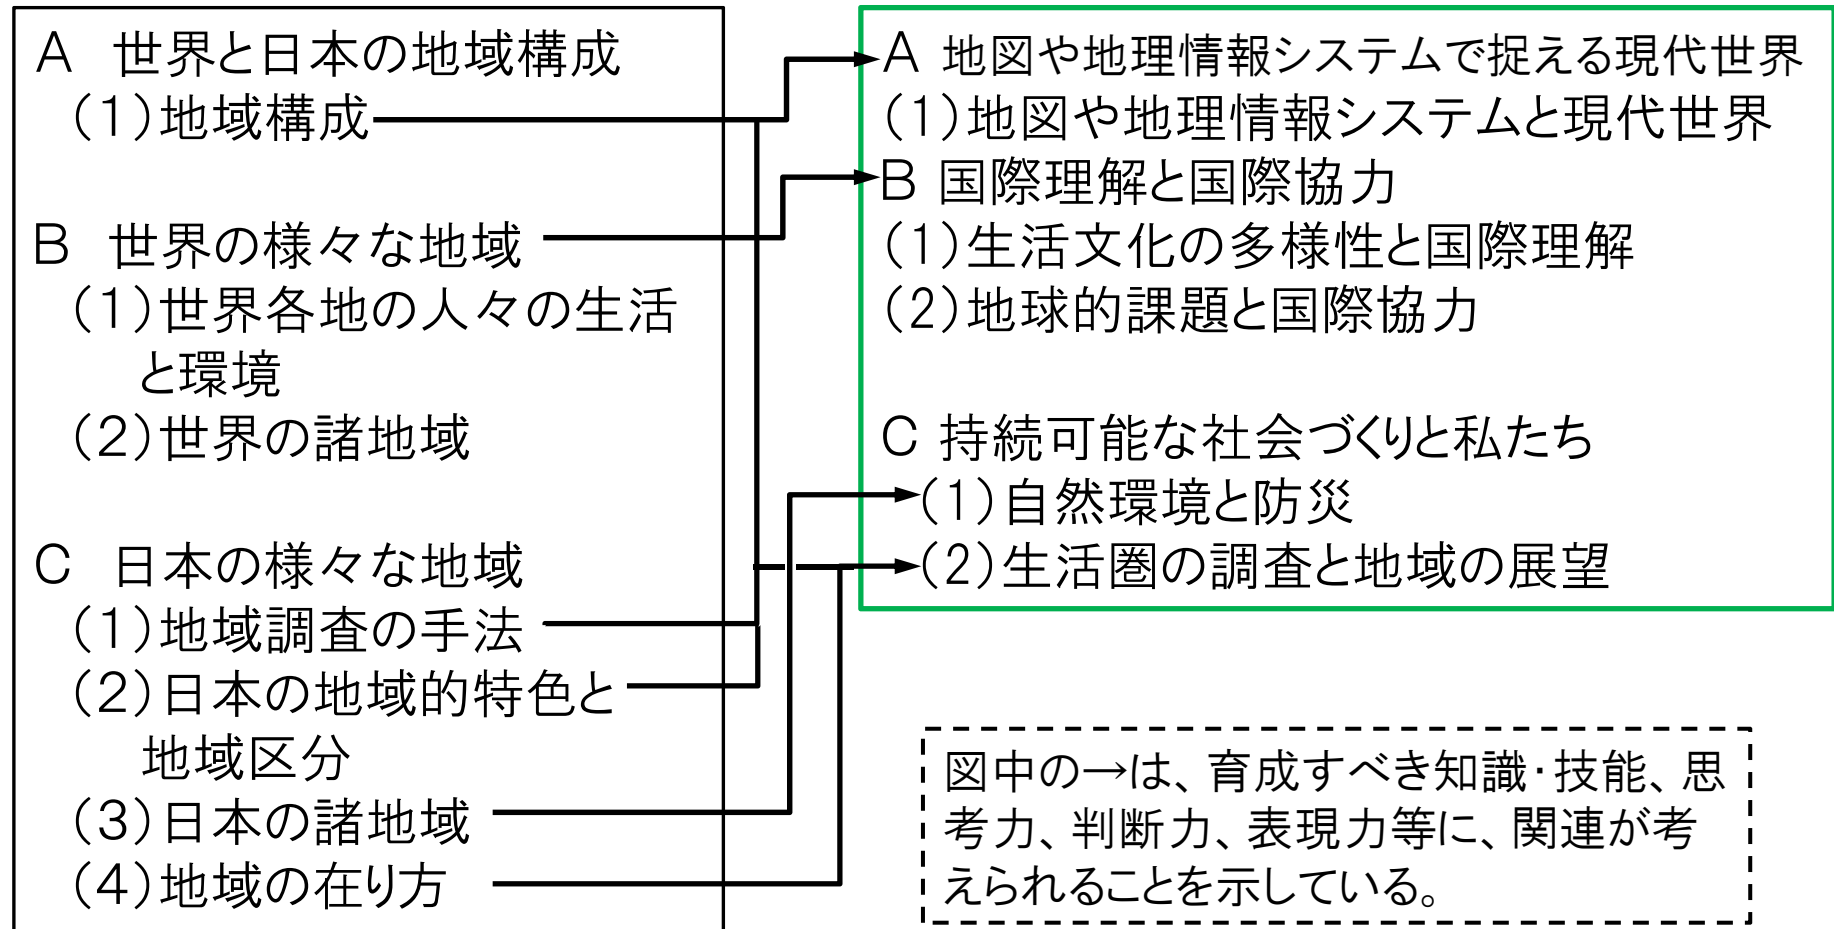 A 世界と日本の地域構成
(1)地域構成
B 世界の様々な地域
(1)世界各地の人々の生活
と環境
(2)世界の諸地域
C 日本の様々な地域
(1)地域調査の手法
(2)日本の地域的特色と
地域区分
(3)日本の諸地域
(4)地域の在り方
A 地図や地理情報システムで捉える現代世界
(1)地図や地理情報システムと現代世界
B 国際理解と国際協力
(1)生活文化の多様性と国際理解
(2)地球的課題と国際協力
C 持続可能な社会づくりと私たち
(1)自然環境と防災
(2)生活圏の調査と地域の展望
図中の→は、育成すべき知識・技能、思
考力、判断力、表現力等に、関連が考
えられることを示している。